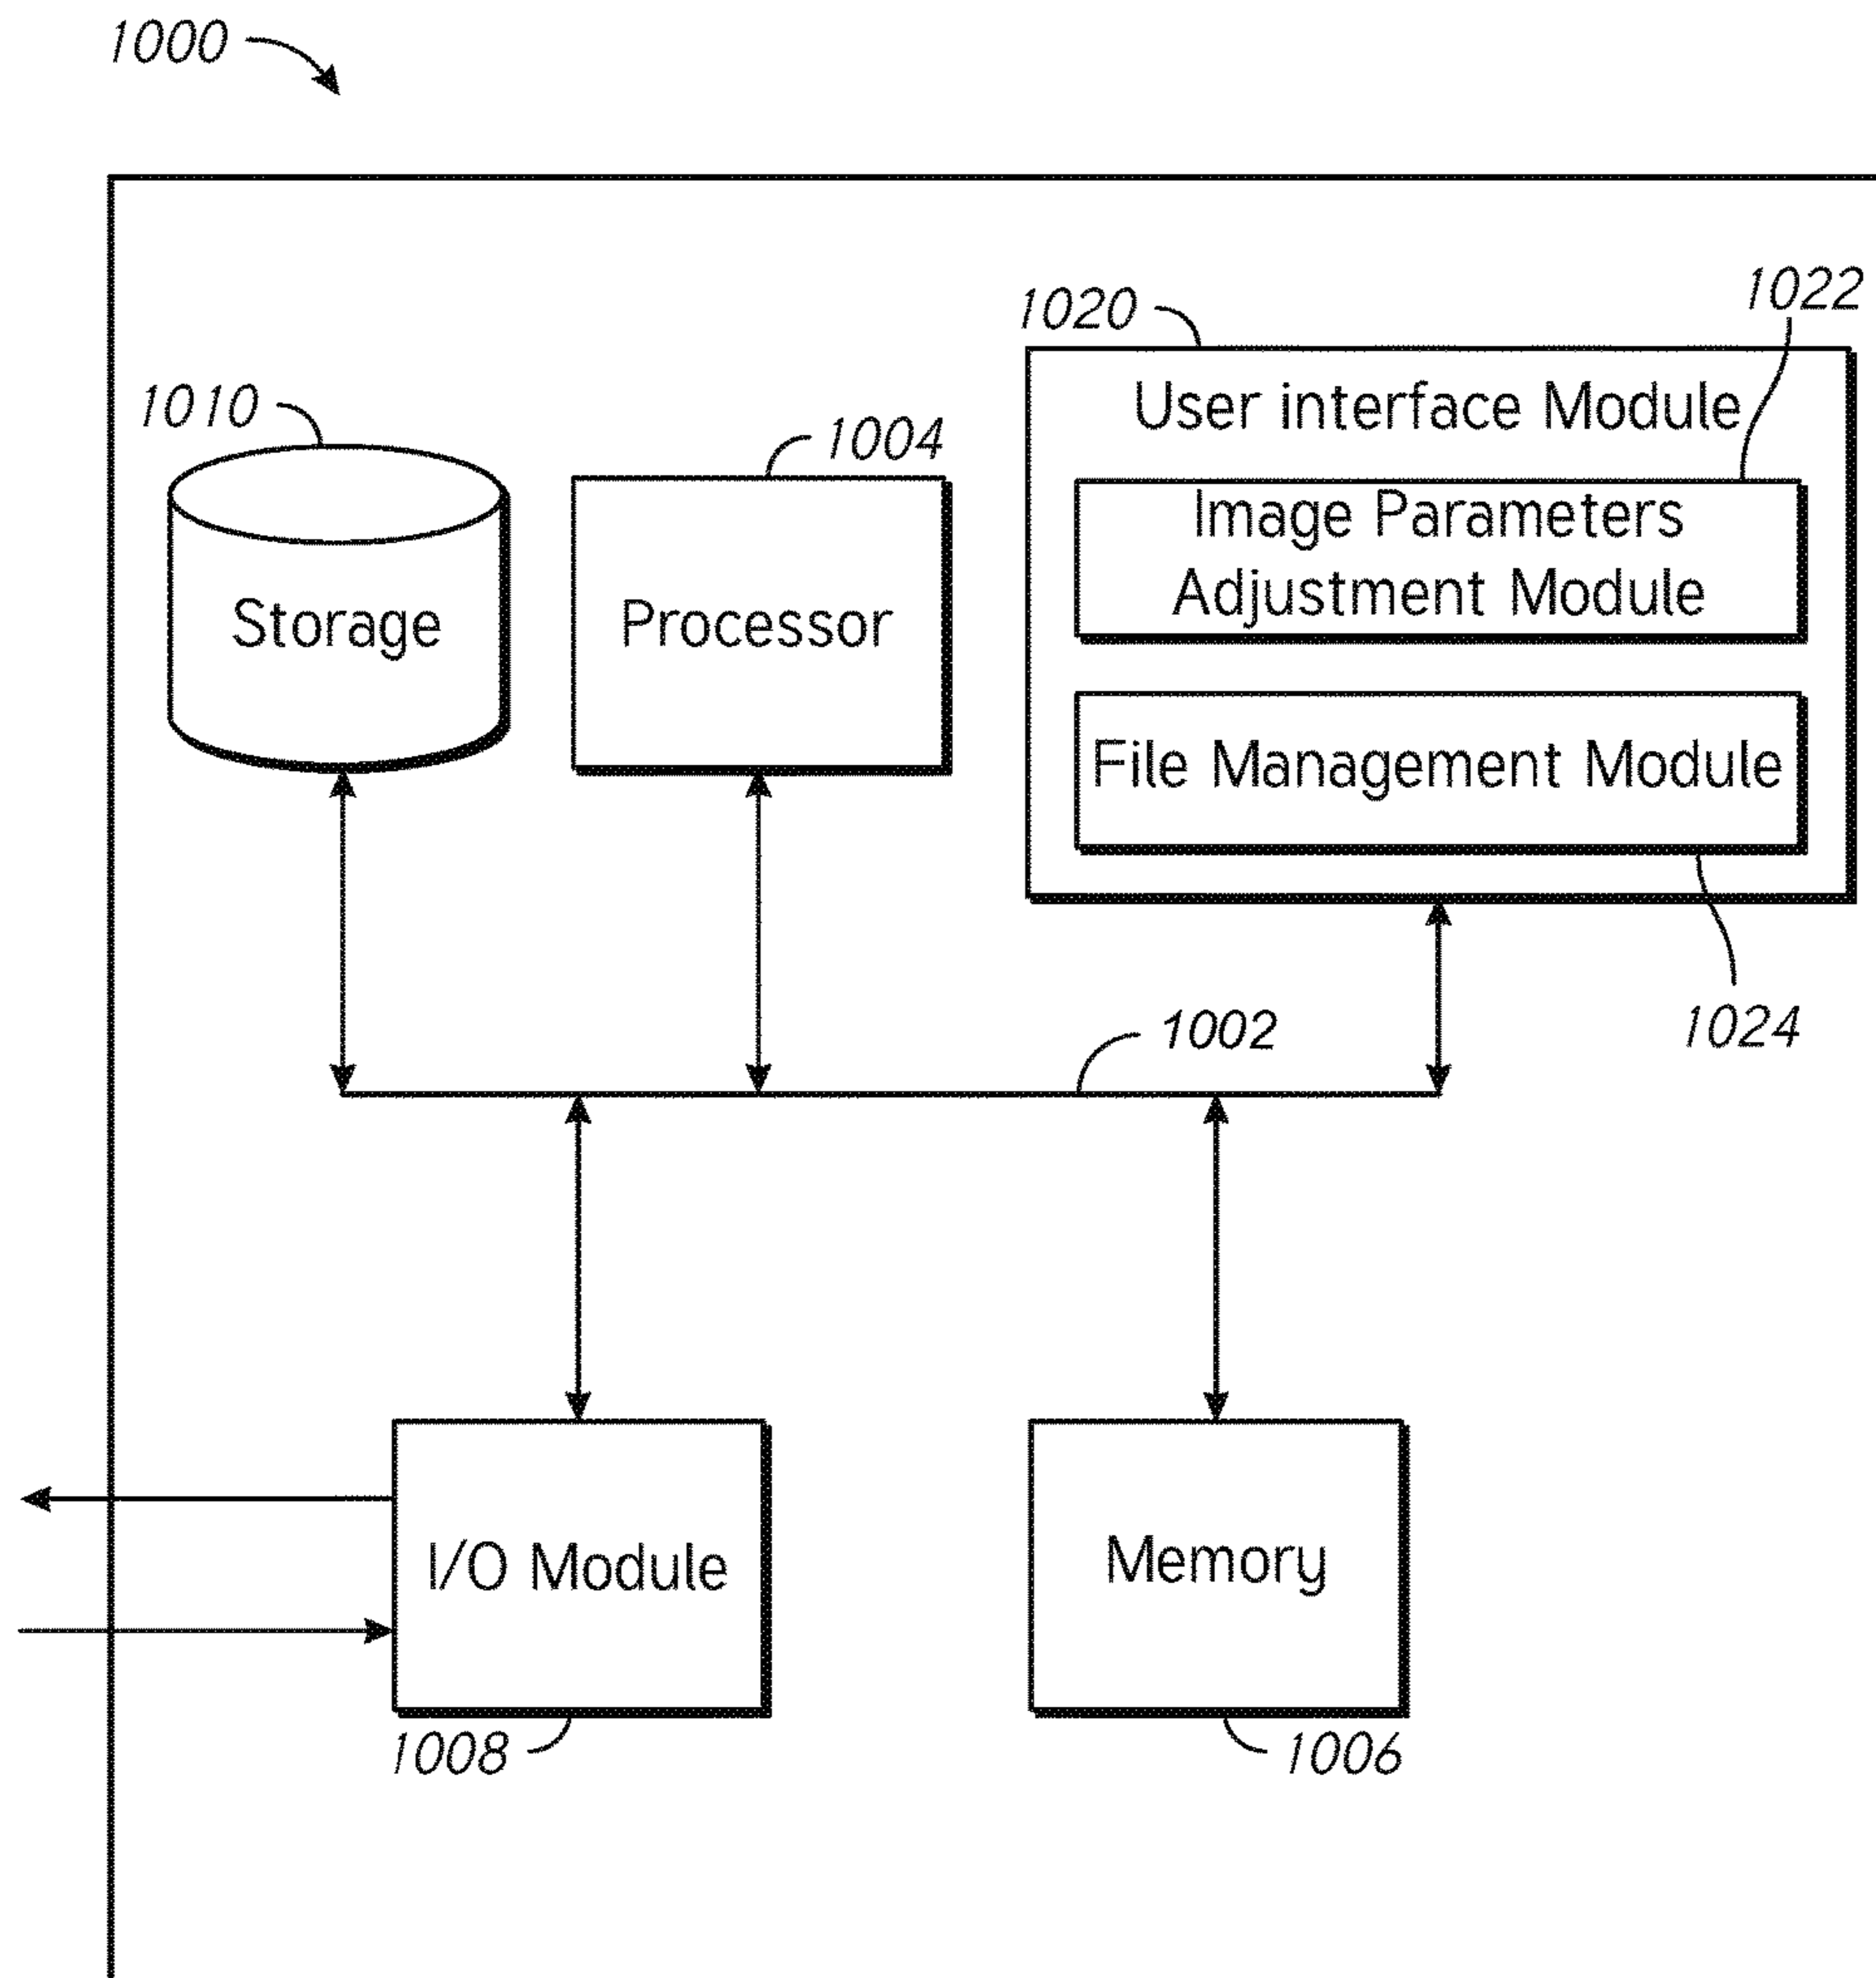 1000
1020
1022
User interface Module
1010
1004
Image Parameters
Adjustment Module
Storage
Processor
File Management Module
1002
1024
I/O Module
Memory
1008
1006